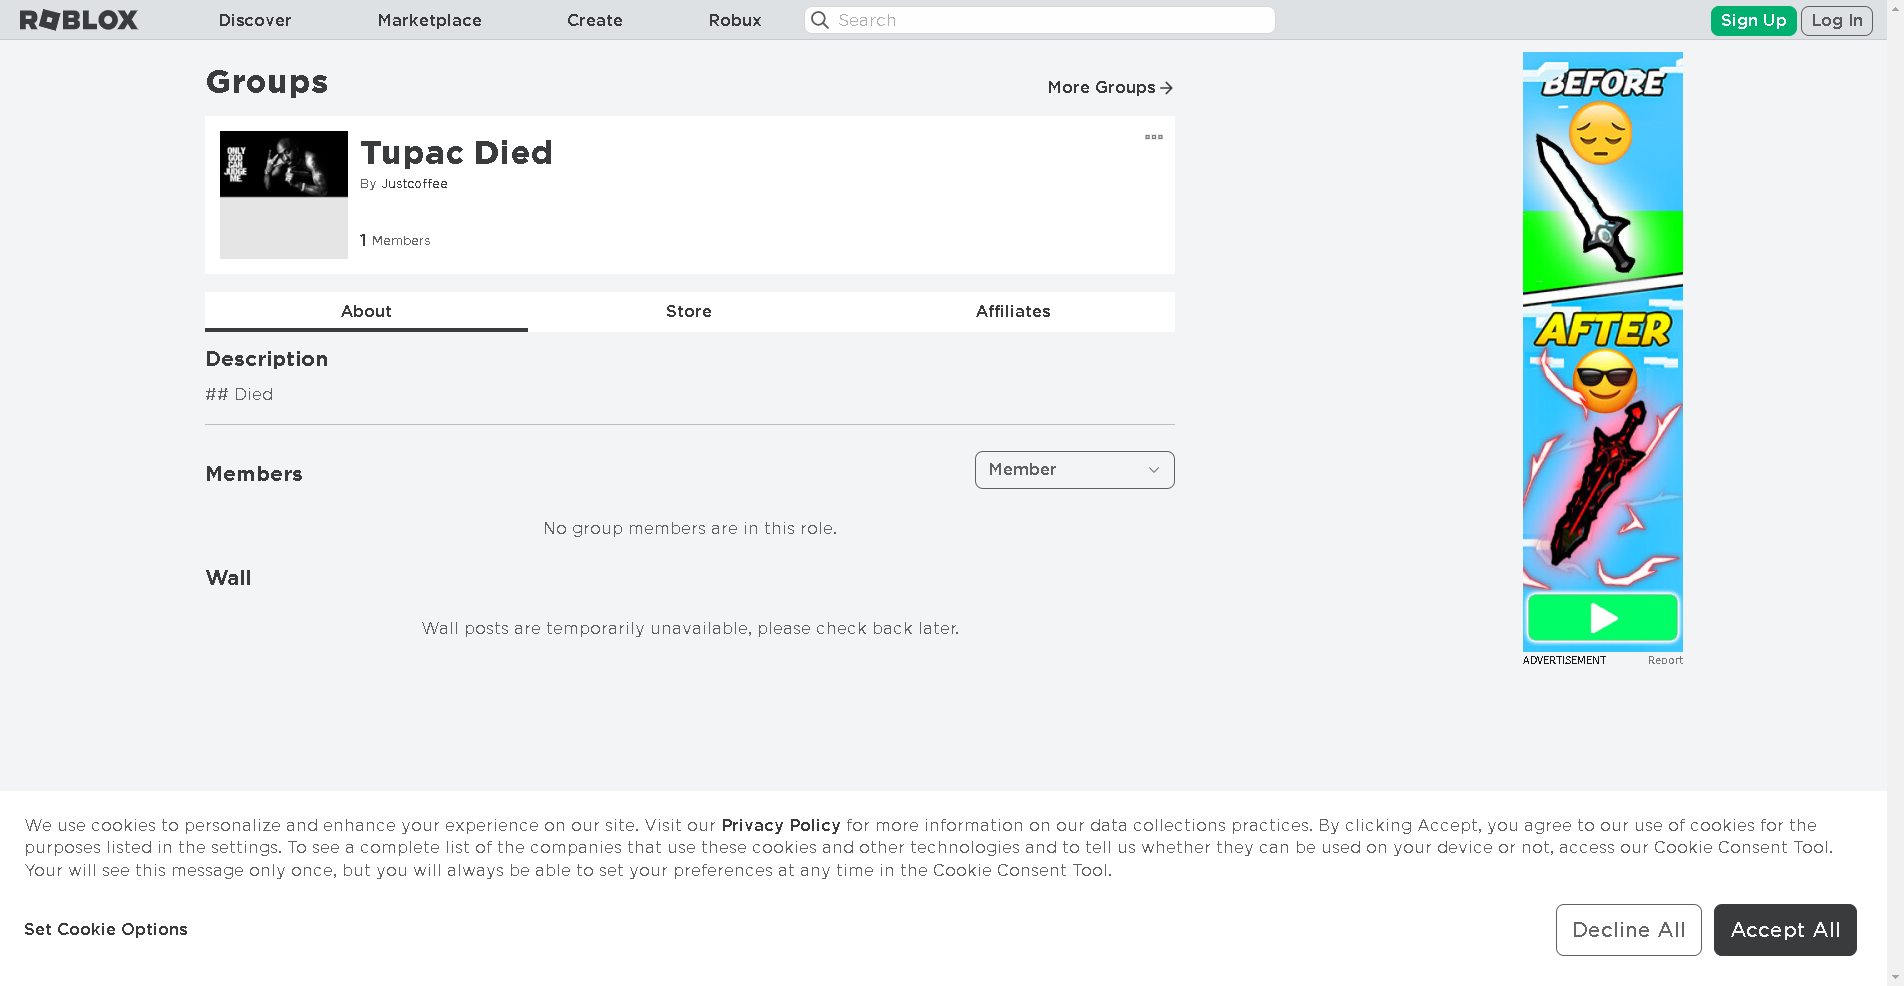 ROBLOX Discover Marketplace Create Robux Search Sign Up Log In
Groups
More Groups
ONLY
GOD
CAN
JUDGE
ME.
Tupac Died
By Justcoffee
1 Members
About Store Affiliates
Description
## Died
Members
Member
No group members are in this role.
Wall
Wall posts are temporarily unavailable, please check back later.
BEFORE
AFTER
ADVERTISEMENT Report
We use cookies to personalize and enhance your experience on our site. Visit our Privacy Policy for more information on our data collections practices. By clicking Accept, you agree to our use of cookies for the
purposes listed in the settings. To see a complete list of the companies that use these cookies and other technologies and to tell us whether they can be used on your device or not, access our Cookie Consent Tool.
Your will see this message only once, but you will always be able to set your preferences at any time in the Cookie Consent Tool.
Set Cookie Options
Decline All
Accept All